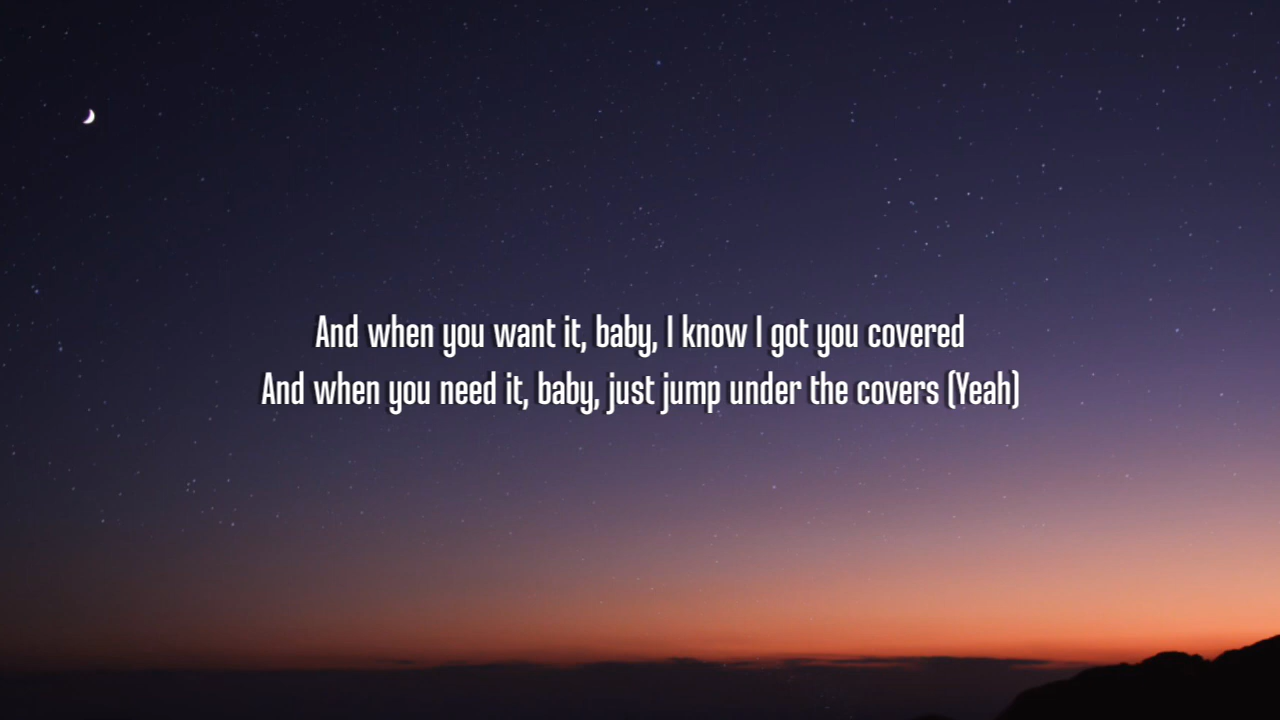 And when you want it, baby, I know I got you covered
And when you need it, baby, just jump under the covers (Yeah)